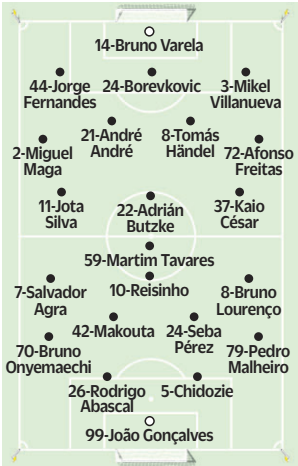 14-Bruno Varela
44-Jorge
Fernandes
24-Borevkovic
3-Mikel
Villanueva
21-André
André
8-Tomás
Händel
2-Miguel
Maga
72-Afonso
Freitas
11-Jota
Silva
22-Adrián
Butzke
37-Kaio
César
59-Martim Tavares
7-Salvador
Agra
10-Reisinho
8-Bruno
Lourenço
42-Makouta
24-Seba
Pérez
70-Bruno
Onyemaechi
79-Pedro
Malheiro
26-Rodrigo
Abascal
5-Chidozie
99-João Gonçalves